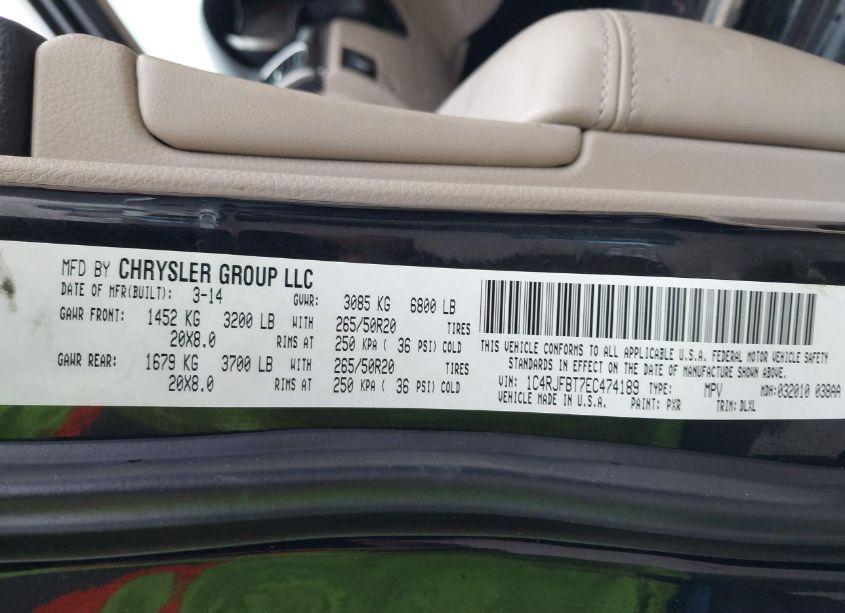 MFD BY CHRYSLER GROUP LLC
DATE OF MFR(BUILT): 3-14 GVWR: 3085 KG 6800 LB
GAWR FRONT: 1452 KG 3200 LB WITH 265/50R20 TIRES
20X8.0 RIMS AT 250 KPA ( 36 PSI) COLD
GAWR REAR: 1679 KG 3700 LB WITH 265/50R20 TIRES
20X8.0 RIMS AT 250 KPA ( 36 PSI) COLD
THIS VEHICLE CONFORMS TO ALL APPLICABLE U.S.A. FEDERAL MOTOR VEHICLE SAFETY
STANDARDS IN EFFECT ON THE DATE OF MANUFACTURE SHOWN ABOVE.
VIN: 1C4RJFBT7EC474189 TYPE: MPV MDH:032010 038AA
VEHICLE MADE IN U.S.A. PAINT: PXR TRIM: DLXL